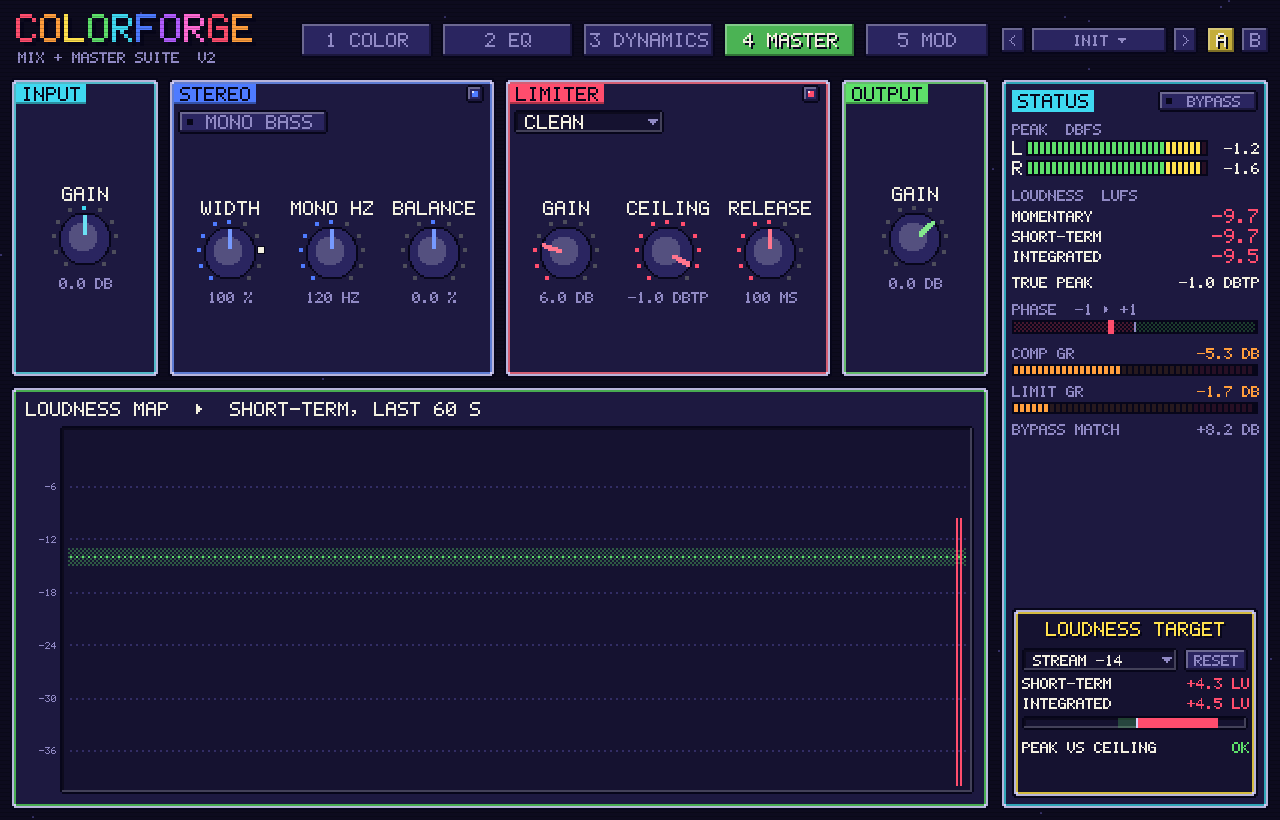 COLORFORGE
MIX + MASTER SUITE V2
1 COLOR
2 EQ
3 DYNAMICS
4 MASTER
5 MOD
<
INIT
>
A
B
INPUT
GAIN
0.0 DB
STEREO
MONO BASS
WIDTH
MONO HZ
BALANCE
100 %
120 HZ
0.0 %
LIMITER
CLEAN
GAIN
CEILING
RELEASE
6.0 DB
-1.0 DBTP
100 MS
OUTPUT
GAIN
0.0 DB
STATUS
BYPASS
PEAK DBFS
L -1.2
R -1.6
LOUDNESS LUFS
MOMENTARY -9.7
SHORT-TERM -9.7
INTEGRATED -9.5
TRUE PEAK -1.0 DBTP
PHASE -1 ▸ +1
COMP GR -5.3 DB
LIMIT GR -1.7 DB
BYPASS MATCH +8.2 DB
LOUDNESS MAP ▸ SHORT-TERM, LAST 60 S
-6
-12
-18
-24
-30
-36
LOUDNESS TARGET
STREAM -14
RESET
SHORT-TERM +4.3 LU
INTEGRATED +4.5 LU
PEAK VS CEILING OK